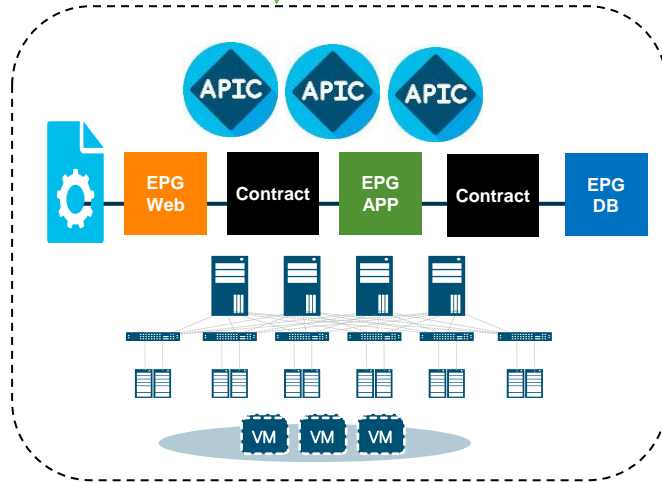 APIC
APIC
APIC
EPG
Web
Contract
EPG
APP
Contract
EPG
DB
VM
VM
VM